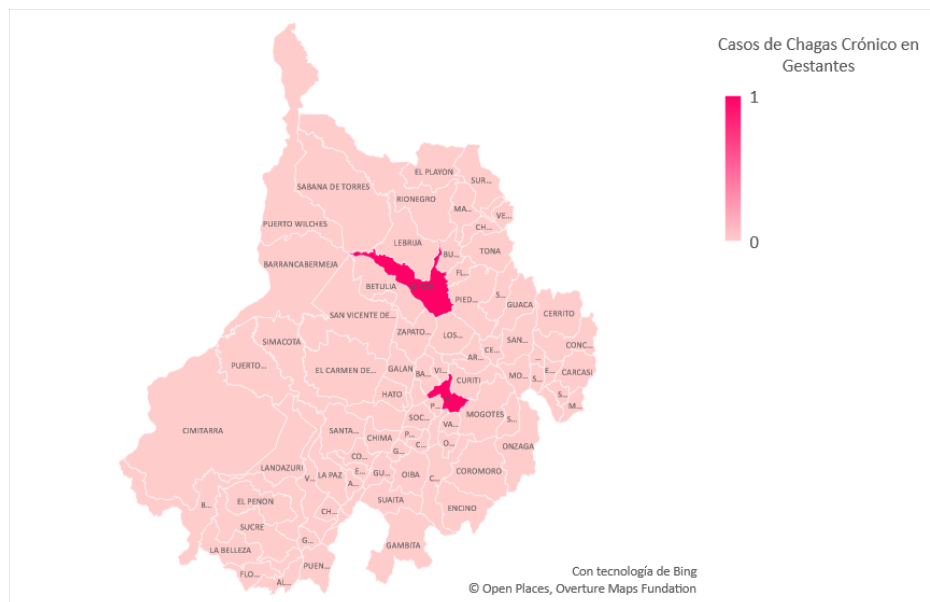 Casos de Chagas Crónico en
Gestantes
1
0
EL PLAYON
SUR...
SABANA DE TORRES
RIONEGRO
MA...
VE...
PUERTO WILCHES
CH...
LEBRIJA
BU...
TONA
BARRANCABERMEJA
FL...
BETULIA
PIED...
S...
GUACA
SAN VICENTE DE...
CERRITO
ZAPATO...
LOS...
SIMACOTA
SAN...
CONC...
CE...
AR...
...
PUERTO...
EL CARMEN DE...
GALAN
BA...
VI...
CURITI
MO...
S...
E...
CARCASI
HATO
S...
M...
P...
SOC...
MOGOTES
S...
CIMITARRA
SANTA...
CHIMA
P...
VA...
C...
O...
ONZAGA
CO...
G...
LANDAZURI
V...
LA PAZ
E...
GU...
OIBA
C...
COROMORO
A...
SUAITA
B...
EL PENON
CH...
ENCINO
SUCRE
G...
GAMBITA
LA BELLEZA
PUEN...
FLO...
AL...
Con tecnología de Bing
© Open Places, Overture Maps Fundation